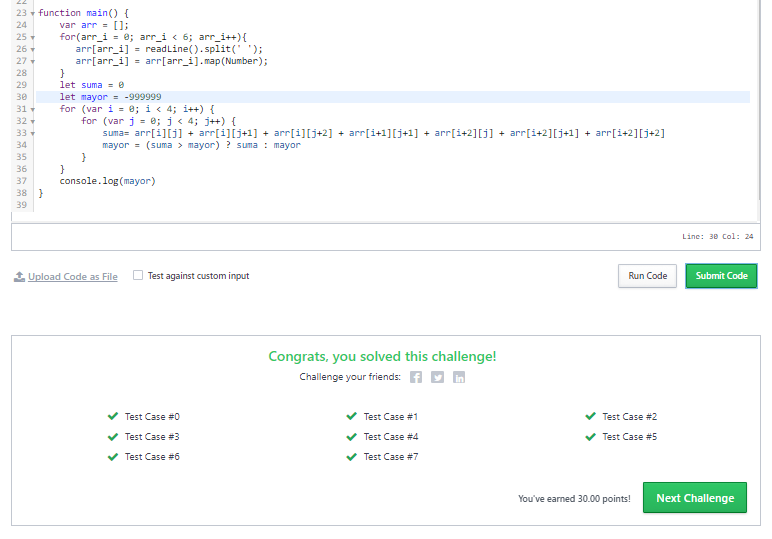 22
23 function main() {
24 var arr = [];
25 for(arr_i = 0; arr_i < 6; arr_i++){
26 arr[arr_i] = readLine().split(' ');
27 arr[arr_i] = arr[arr_i].map(Number);
28 }
29 let suma = 0
30 let mayor = -999999
31 for (var i = 0; i < 4; i++) {
32 for (var j = 0; j < 4; j++) {
33 suma= arr[i][j] + arr[i][j+1] + arr[i][j+2] + arr[i+1][j+1] + arr[i+2][j] + arr[i+2][j+1] + arr[i+2][j+2]
34 mayor = (suma > mayor) ? suma : mayor
35 }
36 }
37 console.log(mayor)
38 }
39
Line: 30 Col: 24
Upload Code as File Test against custom input Run Code Submit Code
Congrats, you solved this challenge!
Challenge your friends:
Test Case #0 Test Case #1 Test Case #2
Test Case #3 Test Case #4 Test Case #5
Test Case #6 Test Case #7
You've earned 30.00 points! Next Challenge